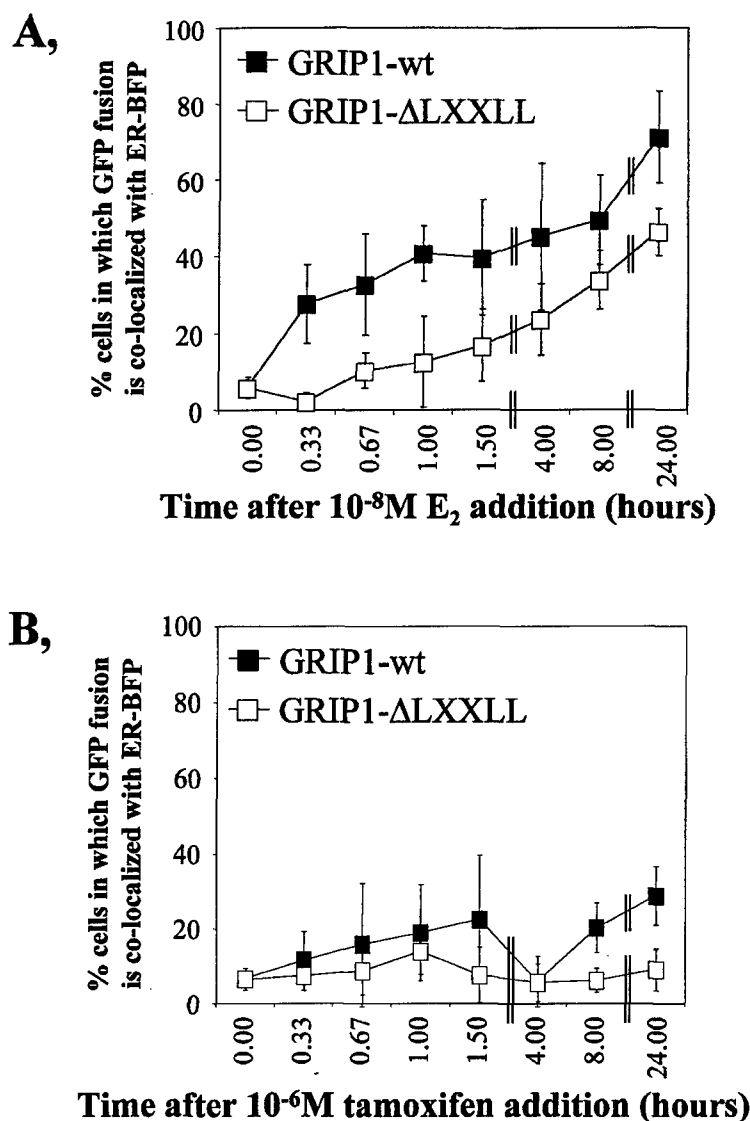 A,
% cells in which GFP fusion
is co-localized with ER-BFP
100
80
60
40
20
0
GRIP1-wt
GRIP1-ΔLXXLL
0.00
0.33
0.67
1.00
1.50
4.00
8.00
24.00
Time after 10⁻⁸M E₂ addition (hours)
B,
% cells in which GFP fusion
is co-localized with ER-BFP
100
80
60
40
20
0
GRIP1-wt
GRIP1-ΔLXXLL
0.00
0.33
0.67
1.00
1.50
4.00
8.00
24.00
Time after 10⁻⁶M tamoxifen addition (hours)